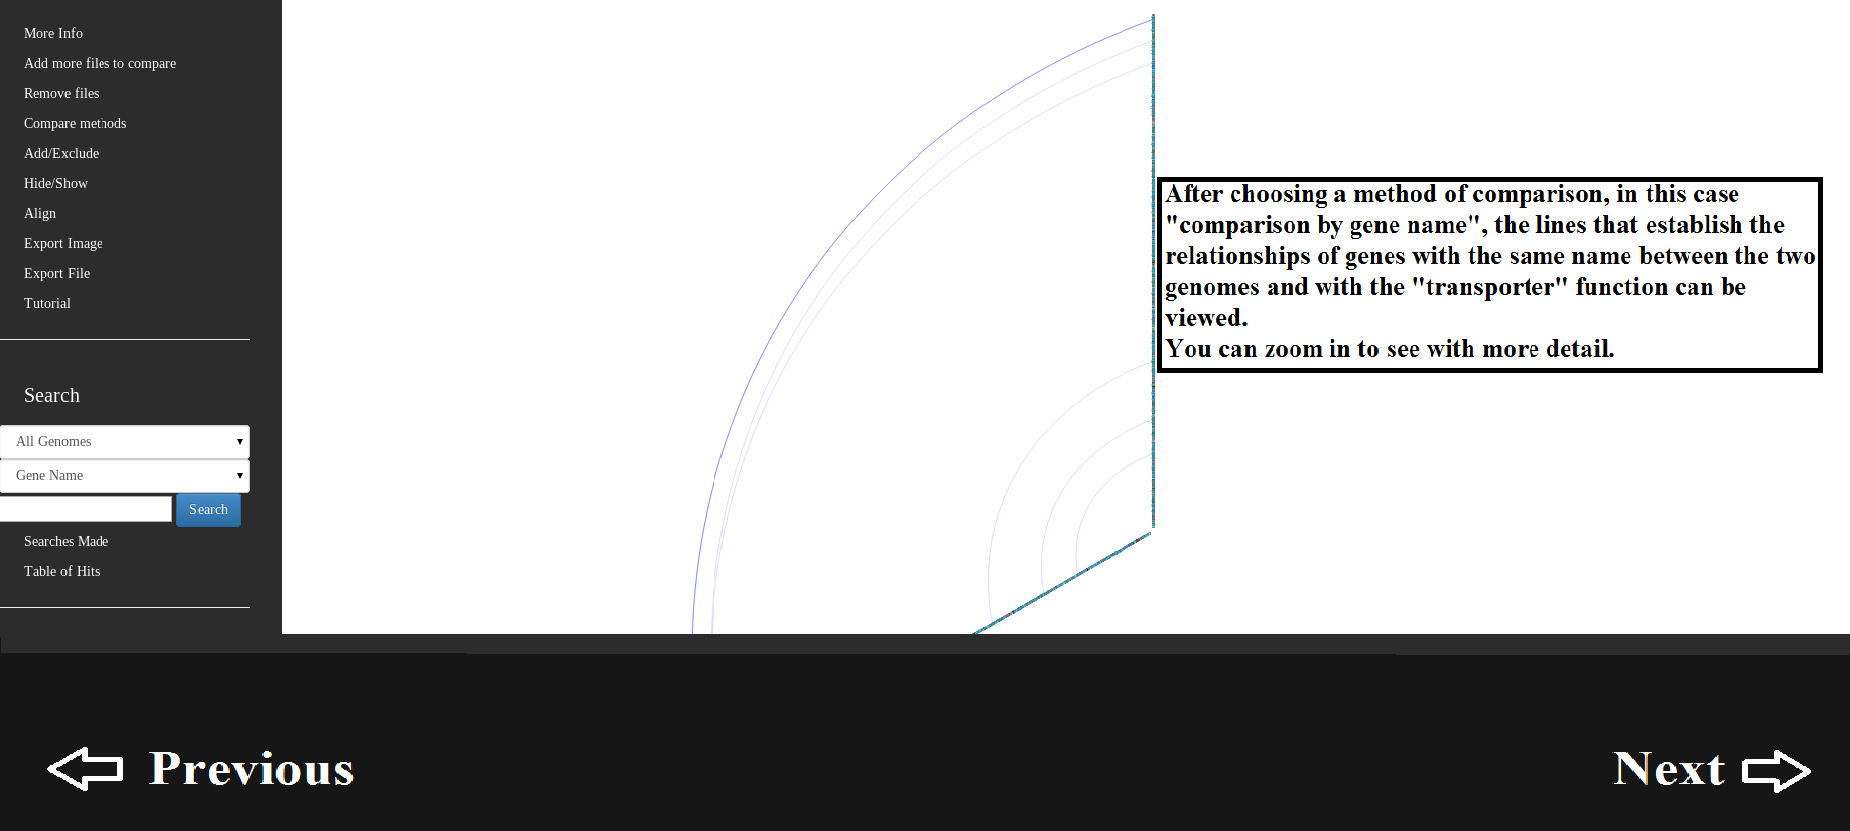 More Info
Add more files to compare
Remove files
Compare methods
Add/Exclude
Hide/Show
Align
Export Image
Export File
Tutorial
Search
All Genomes
Gene Name
Search
Searches Made
Table of Hits
After choosing a method of comparison, in this case
"comparison by gene name", the lines that establish the
relationships of genes with the same name between the two
genomes and with the "transporter" function can be
viewed.
You can zoom in to see with more detail.
Previous
Next